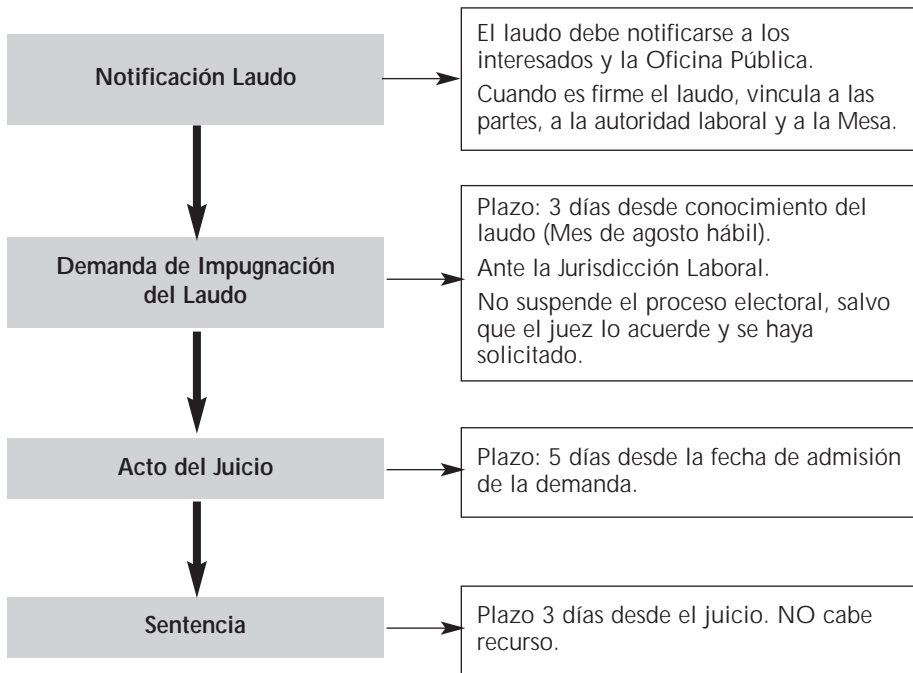 Notificación Laudo
El laudo debe notificarse a los
interesados y la Oficina Pública.
Cuando es firme el laudo, vincula a las
partes, a la autoridad laboral y a la Mesa.
Demanda de Impugnación
del Laudo
Plazo: 3 días desde conocimiento del
laudo (Mes de agosto hábil).
Ante la Jurisdicción Laboral.
No suspende el proceso electoral, salvo
que el juez lo acuerde y se haya
solicitado.
Acto del Juicio
Plazo: 5 días desde la fecha de admisión
de la demanda.
Sentencia
Plazo 3 días desde el juicio. NO cabe
recurso.